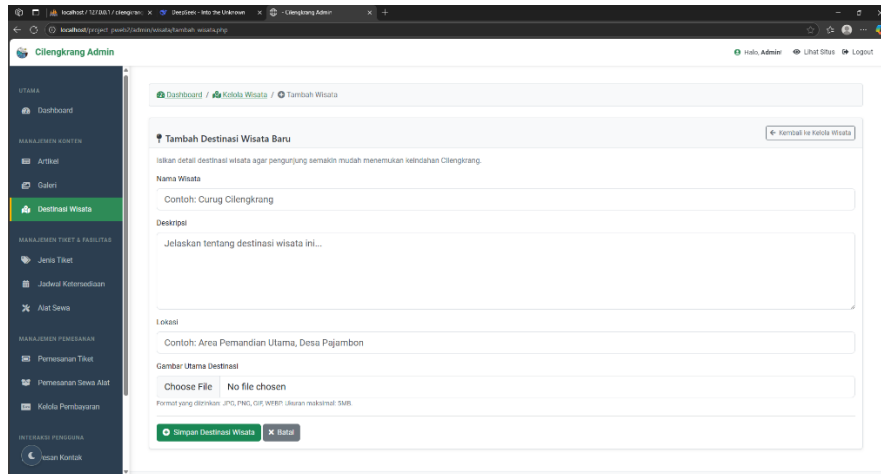 localhost / 127.0.0.1 / cilengkran
DeepSeek - Into the Unknown
- Cilengkrang Admin
localhost/project_pweb2/admin/wisata/tambah_wisata.php
Cilengkrang Admin
Halo, Admin!
Lihat Situs
Logout
UTAMA
Dashboard
MANAJEMEN KONTEN
Artikel
Galeri
Destinasi Wisata
MANAJEMEN TIKET & FASILITAS
Jenis Tiket
Jadwal Ketersediaan
Alat Sewa
MANAJEMEN PEMESANAN
Pemesanan Tiket
Pemesanan Sewa Alat
Kelola Pembayaran
INTERAKSI PENGGUNA
esan Kontak
Dashboard / Kelola Wisata / Tambah Wisata
Tambah Destinasi Wisata Baru
Kembali ke Kelola Wisata
Isikan detail destinasi wisata agar pengunjung semakin mudah menemukan keindahan Cilengkrang.
Nama Wisata
Contoh: Curug Cilengkrang
Deskripsi
Jelaskan tentang destinasi wisata ini...
Lokasi
Contoh: Area Pemandian Utama, Desa Pajambon
Gambar Utama Destinasi
Choose File No file chosen
Format yang diizinkan: JPG, PNG, GIF, WEBP. Ukuran maksimal: 5MB.
Simpan Destinasi Wisata
Batal